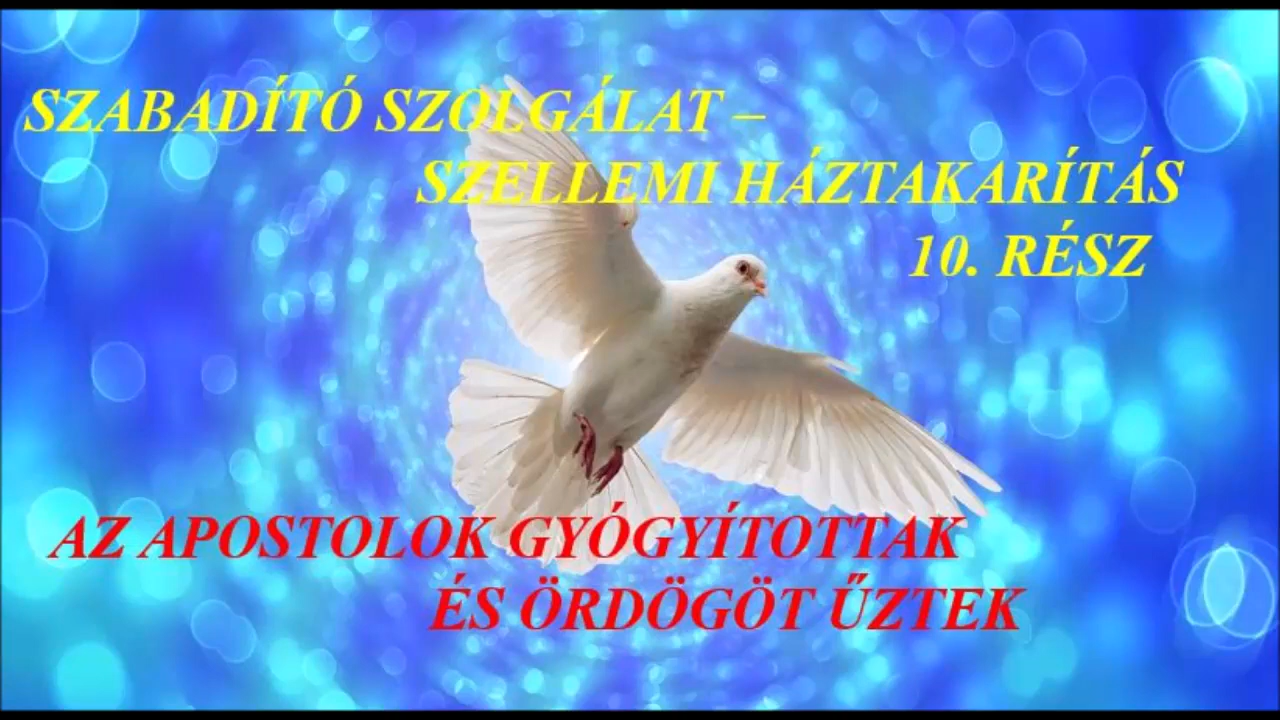 SZABADÍTÓ SZOLGÁLAT –
SZELLEMI HÁZTAKARÍTÁS
10. RÉSZ
AZ APOSTOLOK GYÓGYÍTOTTAK
ÉS ÖRDÖGÖT ŰZTEK